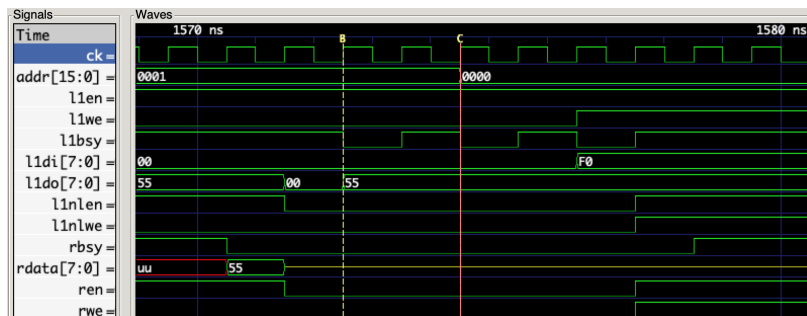 Signals Waves
Time 1570 ns 1580 ns
B C
ck =
addr[15:0] = 0001 0000
l1en =
l1we =
l1bsy =
l1di[7:0] = 00 F0
l1do[7:0] = 55 00 55
l1nlen =
l1nlwe =
rbsy =
rdata[7:0] = uu 55
ren =
rwe =